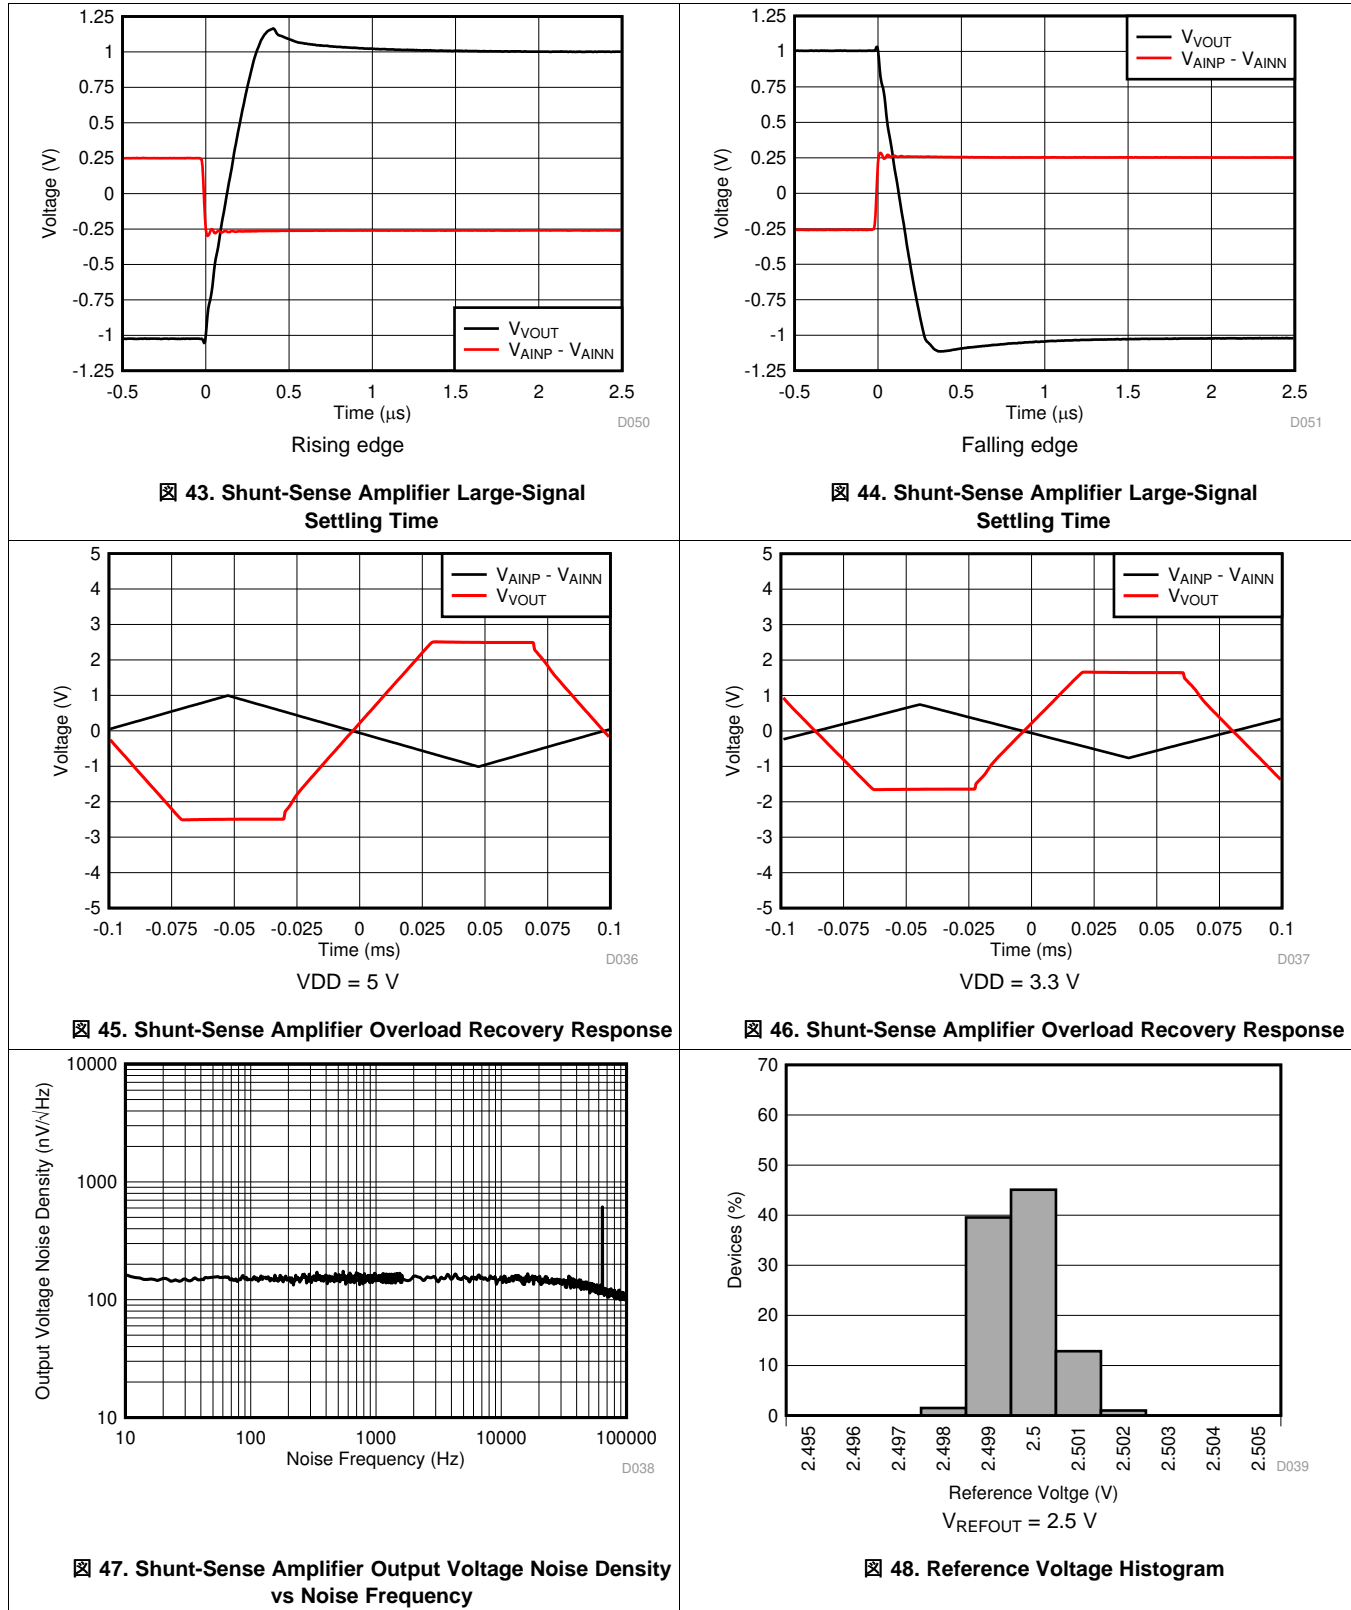 1.25
1
0.75
0.5
0.25
0
-0.25
-0.5
-0.75
-1
-1.25
Voltage (V)
VVOUT
VAINP - VAINN
-0.5 0 0.5 1 1.5 2 2.5
Time (μs)
D050
Rising edge
図 43. Shunt-Sense Amplifier Large-Signal
Settling Time
1.25
1
0.75
0.5
0.25
0
-0.25
-0.5
-0.75
-1
-1.25
Voltage (V)
VVOUT
VAINP - VAINN
-0.5 0 0.5 1 1.5 2 2.5
Time (μs)
D051
Falling edge
図 44. Shunt-Sense Amplifier Large-Signal
Settling Time
5
4
3
2
1
0
-1
-2
-3
-4
-5
Voltage (V)
VAINP - VAINN
VVOUT
-0.1 -0.075 -0.05 -0.025 0 0.025 0.05 0.075 0.1
Time (ms)
D036
VDD = 5 V
図 45. Shunt-Sense Amplifier Overload Recovery Response
5
4
3
2
1
0
-1
-2
-3
-4
-5
Voltage (V)
VAINP - VAINN
VVOUT
-0.1 -0.075 -0.05 -0.025 0 0.025 0.05 0.075 0.1
Time (ms)
D037
VDD = 3.3 V
図 46. Shunt-Sense Amplifier Overload Recovery Response
10000
1000
100
10
Output Voltage Noise Density (nV/√Hz)
10 100 1000 10000 100000
Noise Frequency (Hz)
D038
図 47. Shunt-Sense Amplifier Output Voltage Noise Density
vs Noise Frequency
70
60
50
40
30
20
10
0
Devices (%)
2.495 2.496 2.497 2.498 2.499 2.5 2.501 2.502 2.503 2.504 2.505
D039
Reference Voltge (V)
VREFOUT = 2.5 V
図 48. Reference Voltage Histogram